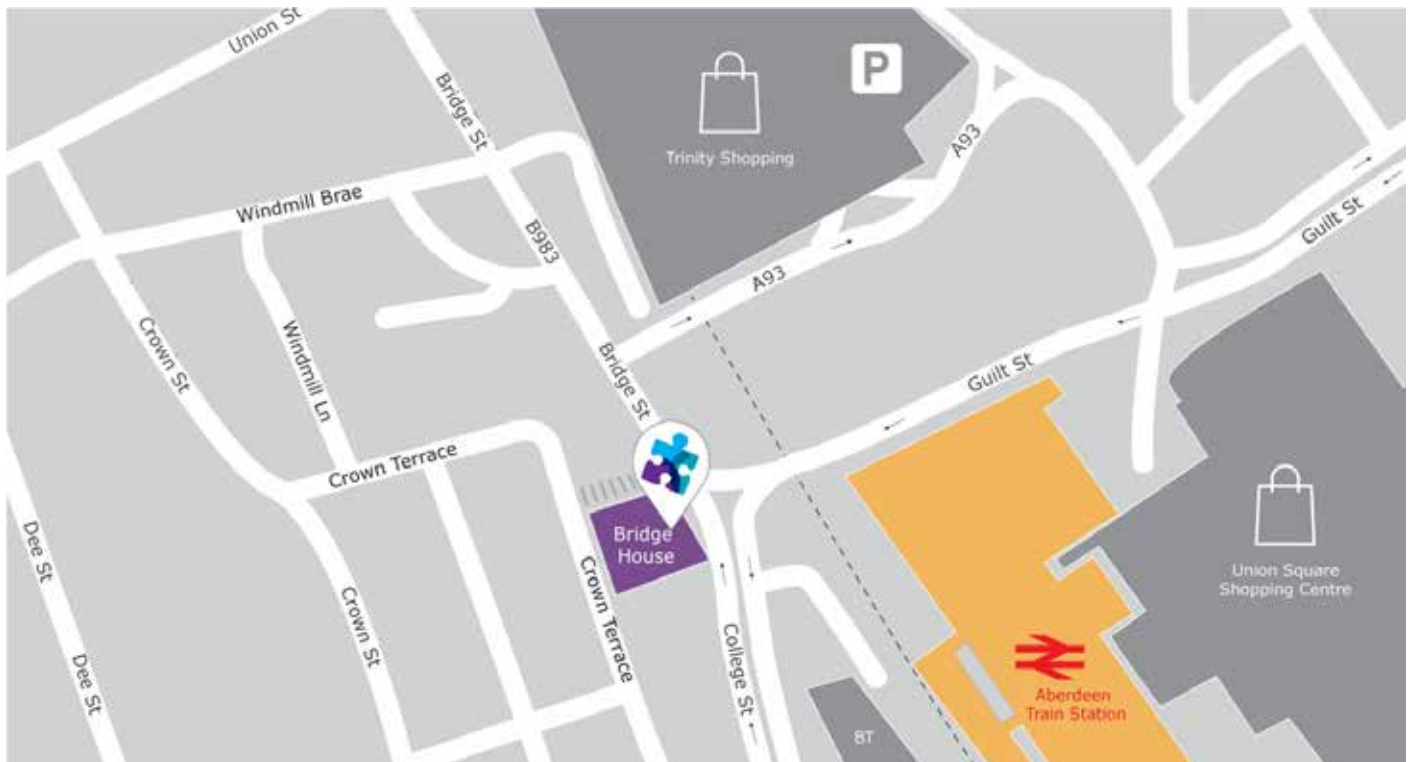 Union St
Bridge St
P
Trinity Shopping
A93
Windmill Brae
B983
Guilt St
A93
Crown St
Windmill Ln
Bridge St
Guilt St
Crown Terrace
Bridge
House
Union Square
Shopping Centre
Dee St
Crown Terrace
Crown St
College St
Dee St
Aberdeen
Train Station
BT